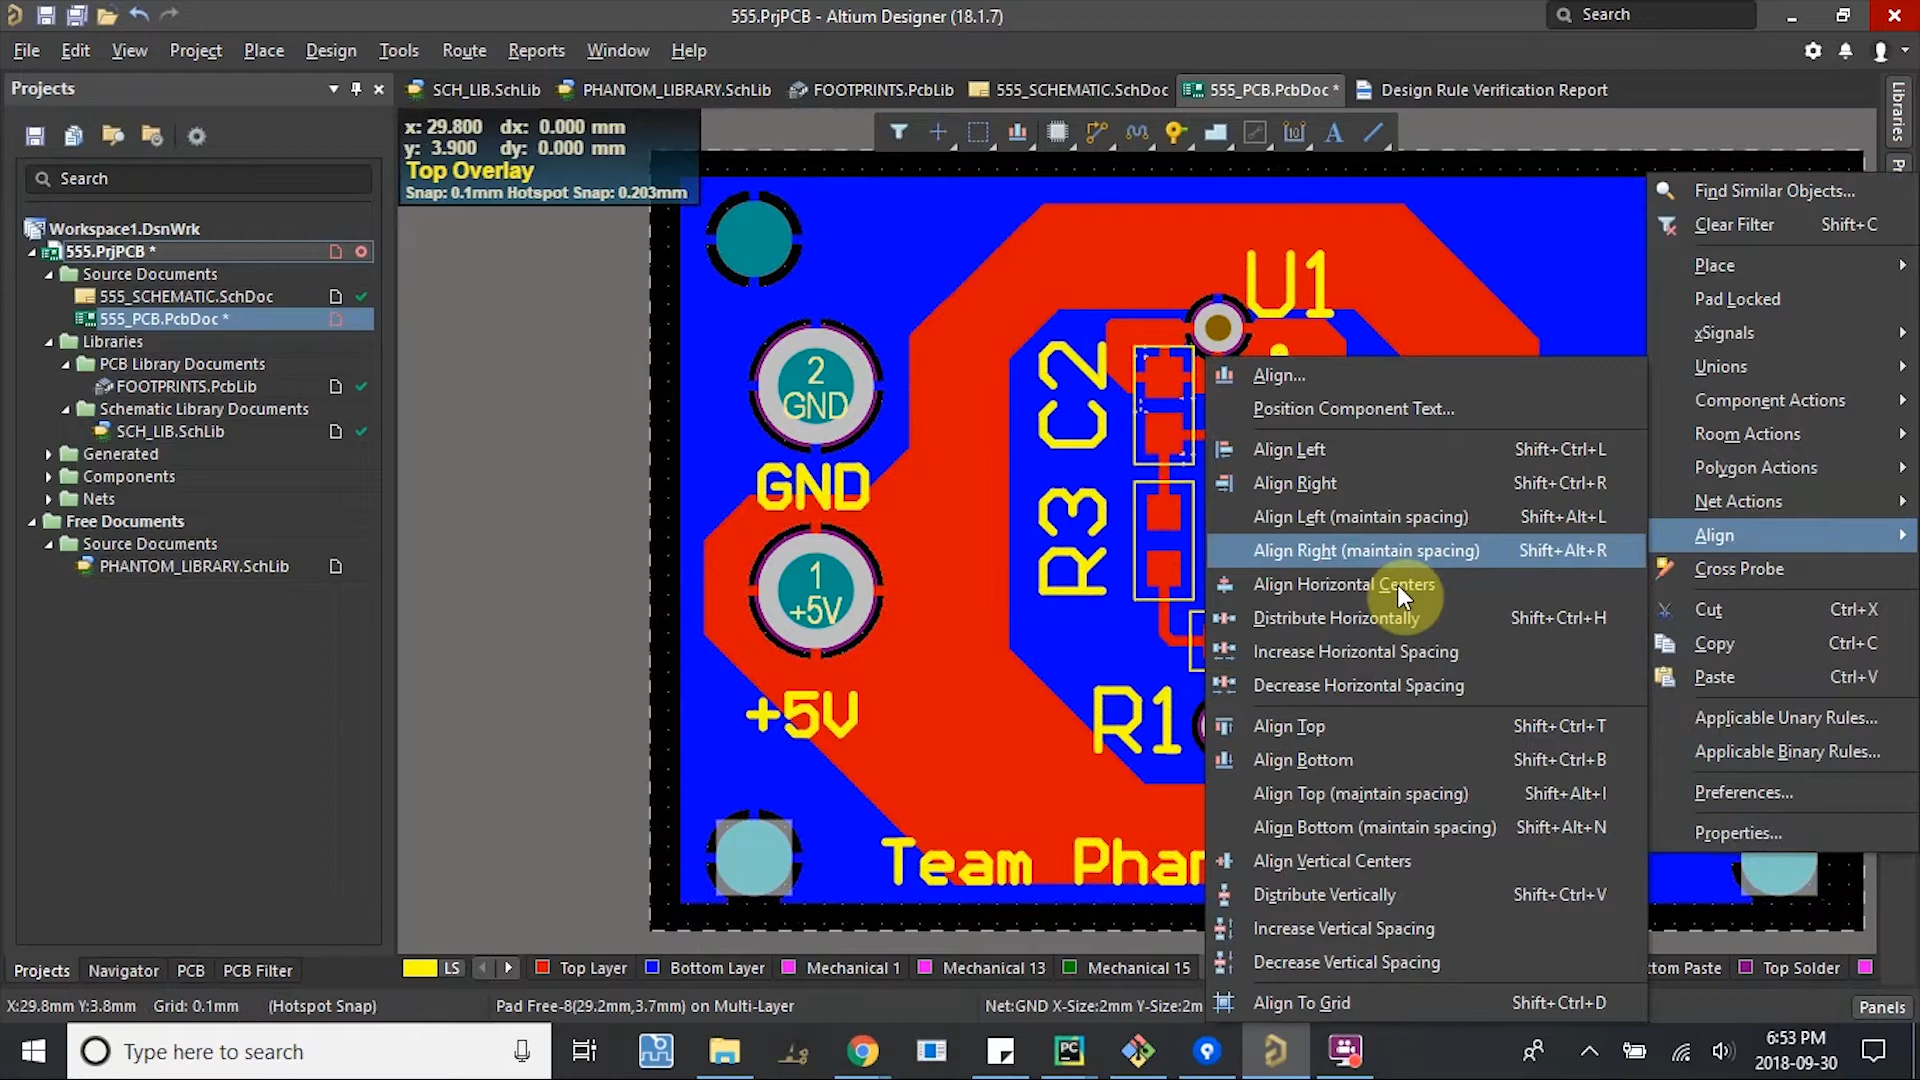 555.PrjPCB - Altium Designer (18.1.7)
Search
File Edit View Project Place Design Tools Route Reports Window Help
Projects
SCH_LIB.SchLib PHANTOM_LIBRARY.SchLib FOOTPRINTS.PcbLib 555_SCHEMATIC.SchDoc 555_PCB.PcbDoc * Design Rule Verification Report
Libraries
x: 29.800 dx: 0.000 mm
y: 3.900 dy: 0.000 mm
Top Overlay
Snap: 0.1mm Hotspot Snap: 0.203mm
Search
Workspace1.DsnWrk
555.PrjPCB *
Source Documents
555_SCHEMATIC.SchDoc
555_PCB.PcbDoc *
Libraries
PCB Library Documents
FOOTPRINTS.PcbLib
Schematic Library Documents
SCH_LIB.SchLib
Generated
Components
Nets
Free Documents
Source Documents
PHANTOM_LIBRARY.SchLib
U1
C2
2
GND
GND
R3
1
+5V
+5V
R1
Team Phan
Find Similar Objects...
Clear Filter Shift+C
Place
Pad Locked
xSignals
Unions
Component Actions
Room Actions
Polygon Actions
Net Actions
Align
Cross Probe
Cut Ctrl+X
Copy Ctrl+C
Paste Ctrl+V
Applicable Unary Rules...
Applicable Binary Rules...
Preferences...
Properties...
Align...
Position Component Text...
Align Left Shift+Ctrl+L
Align Right Shift+Ctrl+R
Align Left (maintain spacing) Shift+Alt+L
Align Right (maintain spacing) Shift+Alt+R
Align Horizontal Centers
Distribute Horizontally Shift+Ctrl+H
Increase Horizontal Spacing
Decrease Horizontal Spacing
Align Top Shift+Ctrl+T
Align Bottom Shift+Ctrl+B
Align Top (maintain spacing) Shift+Alt+I
Align Bottom (maintain spacing) Shift+Alt+N
Align Vertical Centers
Distribute Vertically Shift+Ctrl+V
Increase Vertical Spacing
Decrease Vertical Spacing
Align To Grid Shift+Ctrl+D
Projects Navigator PCB PCB Filter
LS Top Layer Bottom Layer Mechanical 1 Mechanical 13 Mechanical 15 tom Paste Top Solder
X:29.8mm Y:3.8mm Grid: 0.1mm (Hotspot Snap) Pad Free-8(29.2mm,3.7mm) on Multi-Layer Net:GND X-Size:2mm Y-Size:2m Panels
Type here to search
6:53 PM
2018-09-30